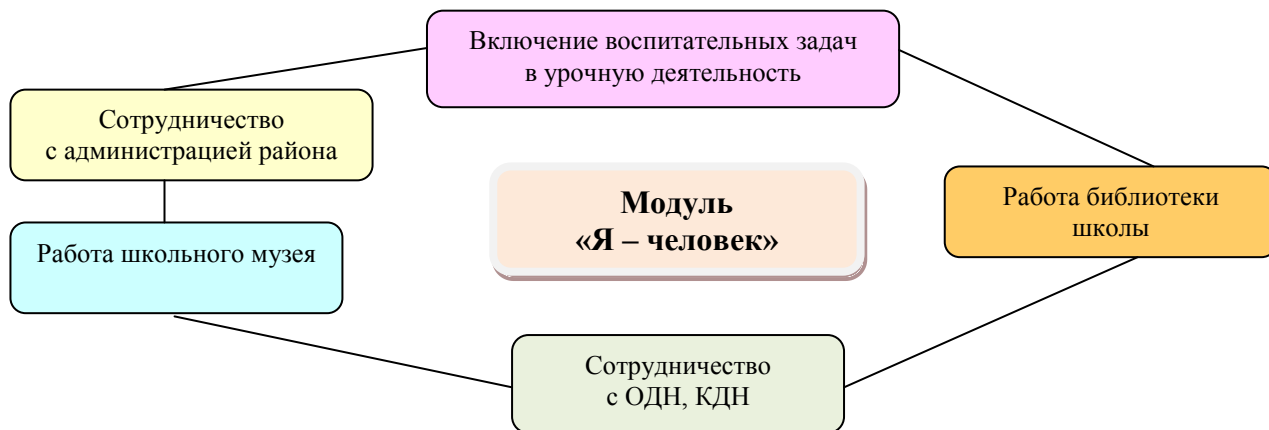 Включение воспитательных задач
в урочную деятельность
Сотрудничество
с администрацией района
Модуль
«Я – человек»
Работа библиотеки
школы
Работа школьного музея
Сотрудничество
с ОДН, КДН